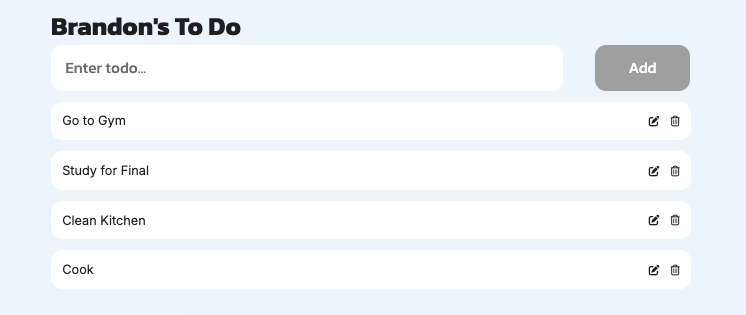 Brandon's To Do
Enter todo...
Add
Go to Gym
Study for Final
Clean Kitchen
Cook